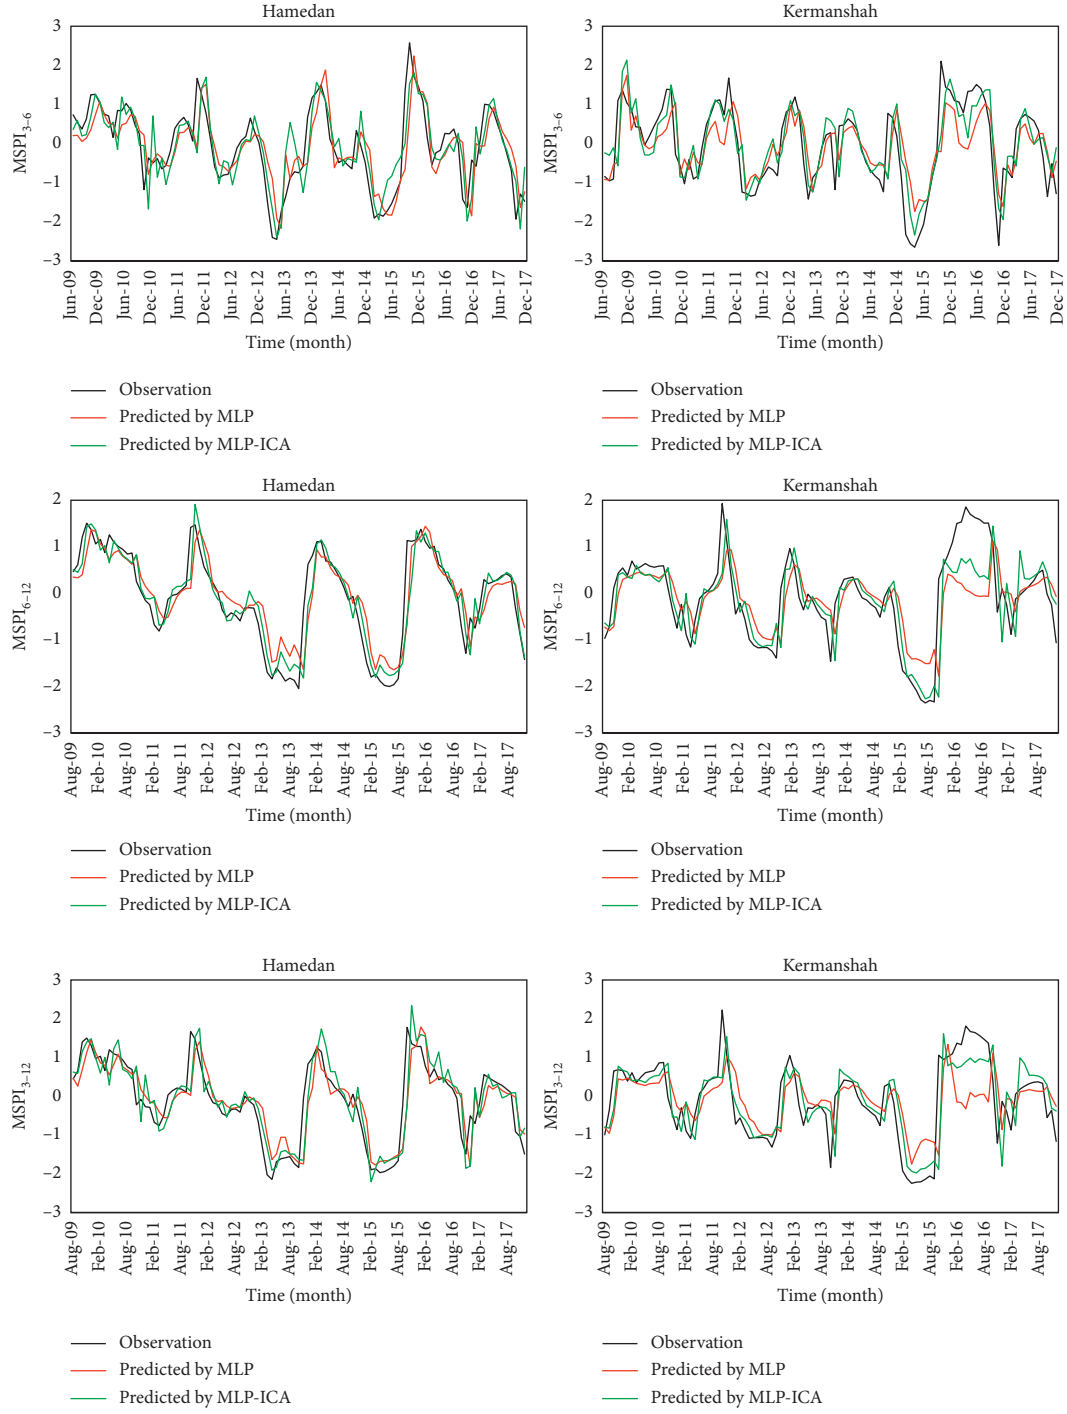 Hamedan
MSPI3–6
3
2
1
0
–1
–2
–3
Jun-09
Dec-09
Jun-10
Dec-10
Jun-11
Dec-11
Jun-12
Dec-12
Jun-13
Dec-13
Jun-14
Dec-14
Jun-15
Dec-15
Jun-16
Dec-16
Jun-17
Dec-17
Time (month)
Observation
Predicted by MLP
Predicted by MLP-ICA
Kermanshah
MSPI3–6
3
2
1
0
–1
–2
–3
Jun-09
Dec-09
Jun-10
Dec-10
Jun-11
Dec-11
Jun-12
Dec-12
Jun-13
Dec-13
Jun-14
Dec-14
Jun-15
Dec-15
Jun-16
Dec-16
Jun-17
Dec-17
Time (month)
Observation
Predicted by MLP
Predicted by MLP-ICA
Hamedan
MSPI6–12
2
1
0
–1
–2
–3
Aug-09
Feb-10
Aug-10
Feb-11
Aug-11
Feb-12
Aug-12
Feb-13
Aug-13
Feb-14
Aug-14
Feb-15
Aug-15
Feb-16
Aug-16
Feb-17
Aug-17
Time (month)
Observation
Predicted by MLP
Predicted by MLP-ICA
Kermanshah
MSPI6–12
2
1
0
–1
–2
–3
Aug-09
Feb-10
Aug-10
Feb-11
Aug-11
Feb-12
Aug-12
Feb-13
Aug-13
Feb-14
Aug-14
Feb-15
Aug-15
Feb-16
Aug-16
Feb-17
Aug-17
Time (month)
Observation
Predicted by MLP
Predicted by MLP-ICA
Hamedan
MSPI3–12
3
2
1
0
–1
–2
–3
Aug-09
Feb-10
Aug-10
Feb-11
Aug-11
Feb-12
Aug-12
Feb-13
Aug-13
Feb-14
Aug-14
Feb-15
Aug-15
Feb-16
Aug-16
Feb-17
Aug-17
Time (month)
Observation
Predicted by MLP
Predicted by MLP-ICA
Kermanshah
MSPI3–12
3
2
1
0
–1
–2
–3
Aug-09
Feb-10
Aug-10
Feb-11
Aug-11
Feb-12
Aug-12
Feb-13
Aug-13
Feb-14
Aug-14
Feb-15
Aug-15
Feb-16
Aug-16
Feb-17
Aug-17
Time (month)
Observation
Predicted by MLP
Predicted by MLP-ICA